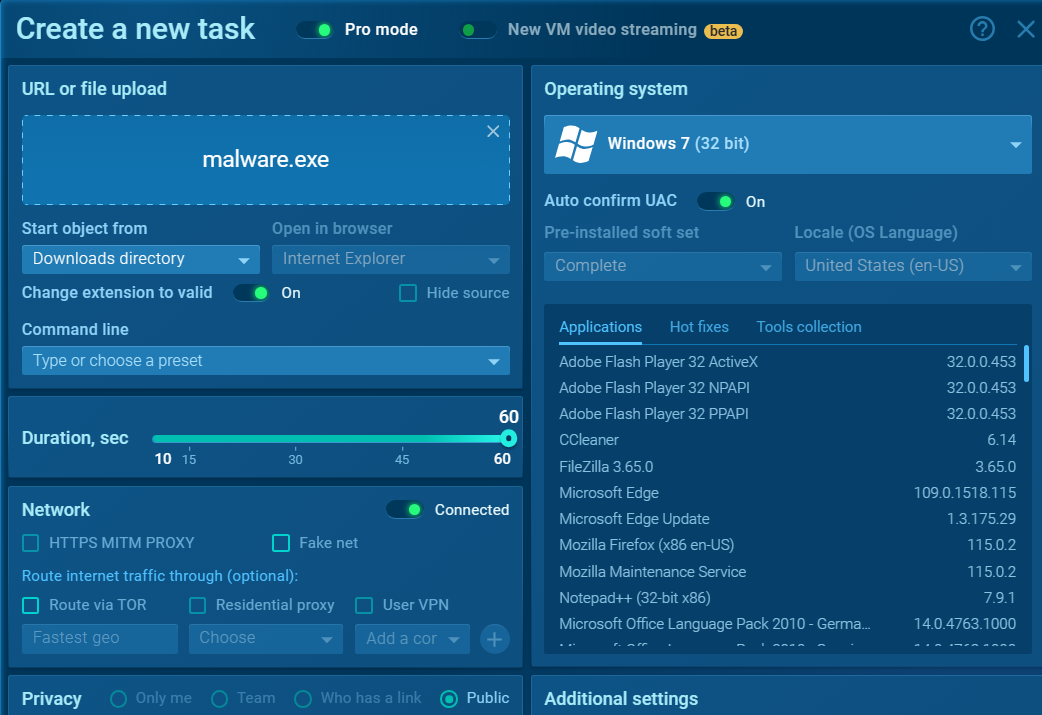 Create a new task
Pro mode
New VM video streaming beta
URL or file upload
malware.exe
Start object from
Open in browser
Downloads directory
Internet Explorer
Change extension to valid
On
Hide source
Command line
Type or choose a preset
60
Duration, sec
10 15 30 45 60
Network
Connected
HTTPS MITM PROXY
Fake net
Route internet traffic through (optional):
Route via TOR
Residential proxy
User VPN
Fastest geo
Choose
Add a cor
Privacy
Only me
Team
Who has a link
Public
Operating system
Windows 7 (32 bit)
Auto confirm UAC
On
Pre-installed soft set
Locale (OS Language)
Complete
United States (en-US)
Applications
Hot fixes
Tools collection
Adobe Flash Player 32 ActiveX 32.0.0.453
Adobe Flash Player 32 NPAPI 32.0.0.453
Adobe Flash Player 32 PPAPI 32.0.0.453
CCleaner 6.14
FileZilla 3.65.0 3.65.0
Microsoft Edge 109.0.1518.115
Microsoft Edge Update 1.3.175.29
Mozilla Firefox (x86 en-US) 115.0.2
Mozilla Maintenance Service 115.0.2
Notepad++ (32-bit x86) 7.9.1
Microsoft Office Language Pack 2010 - Germa... 14.0.4763.1000
Additional settings